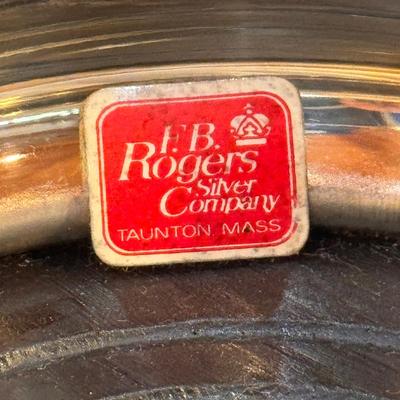 F.B.
Rogers
Silver
Company
TAUNTON, MASS